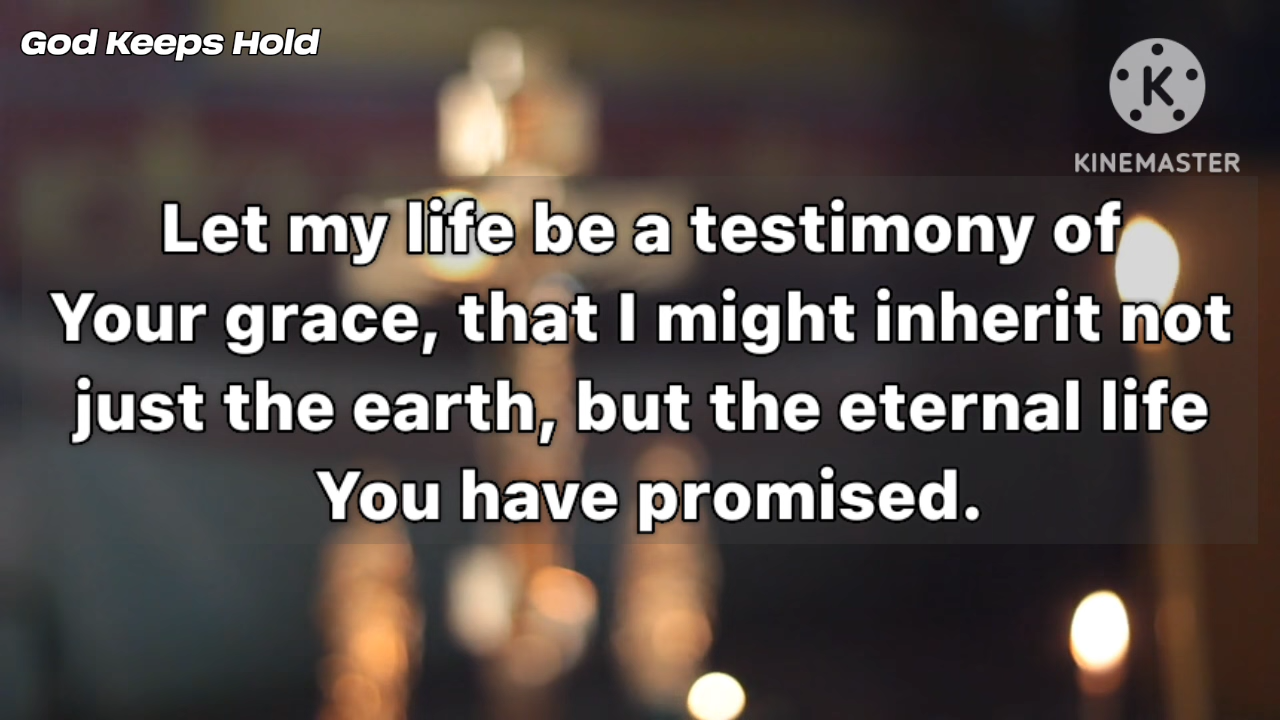 God Keeps Hold
K
KINEMASTER
Let my life be a testimony of
Your grace, that I might inherit not
just the earth, but the eternal life
You have promised.